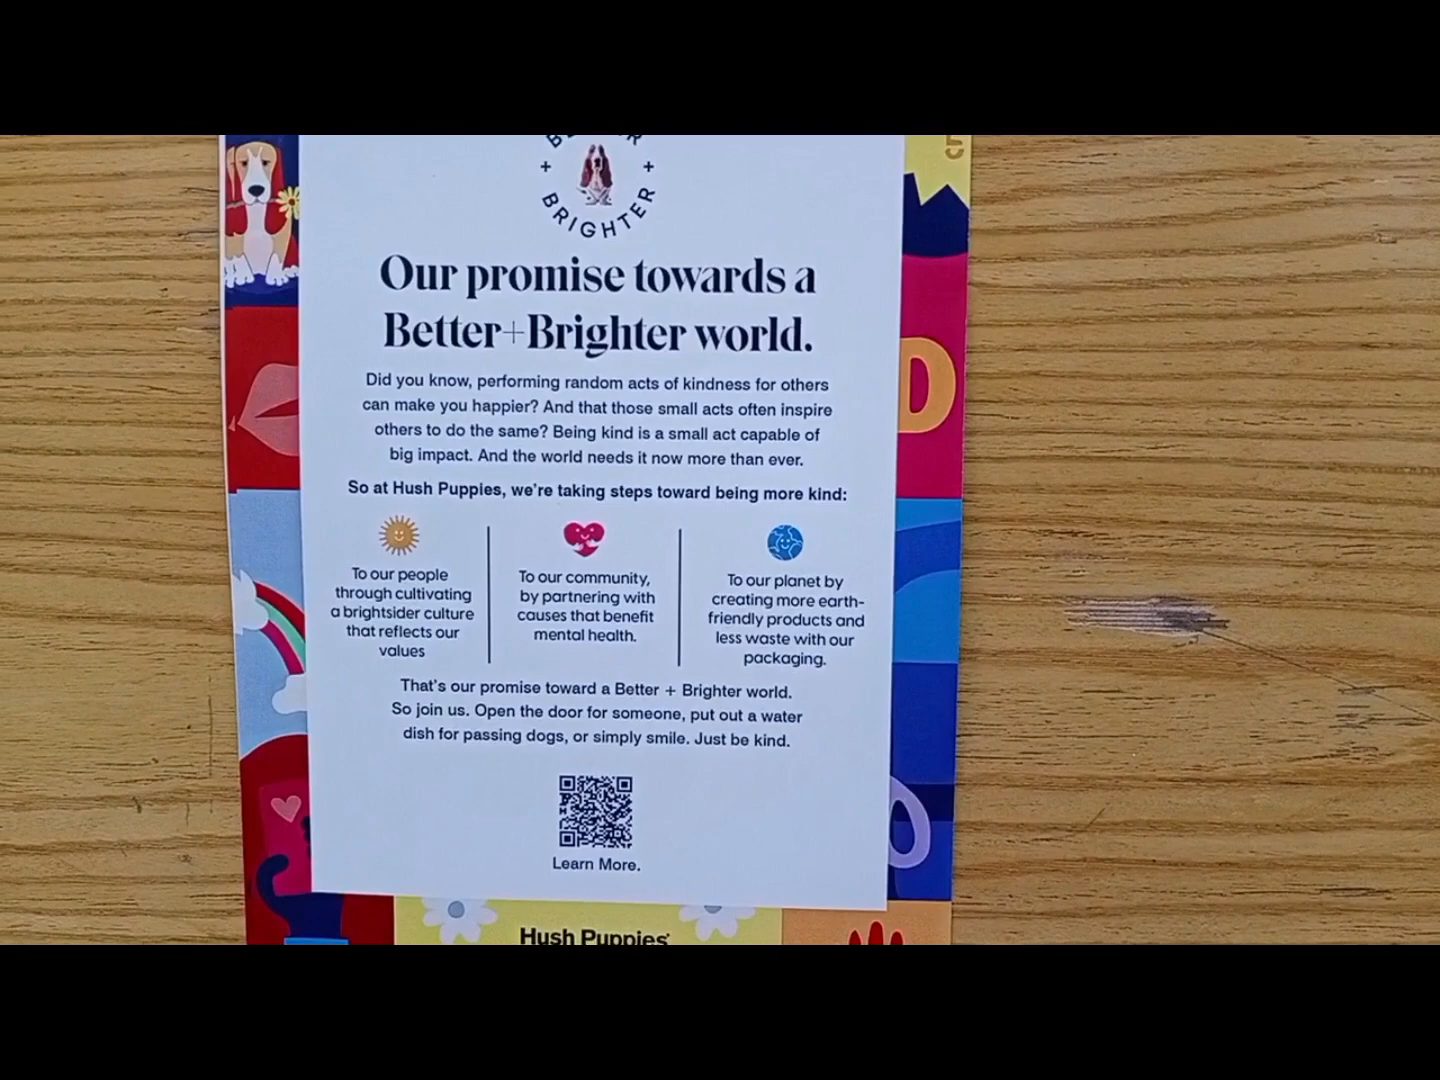 BRIGHTER
Our promise towards a
Better+Brighter world.
Did you know, performing random acts of kindness for others
can make you happier? And that those small acts often inspire
others to do the same? Being kind is a small act capable of
big impact. And the world needs it now more than ever.
So at Hush Puppies, we're taking steps toward being more kind:
To our people
through cultivating
a brightsider culture
that reflects our
values
To our community,
by partnering with
causes that benefit
mental health.
To our planet by
creating more earth-
friendly products and
less waste with our
packaging.
That's our promise toward a Better + Brighter world.
So join us. Open the door for someone, put out a water
dish for passing dogs, or simply smile. Just be kind.
Learn More.
Hush Puppies